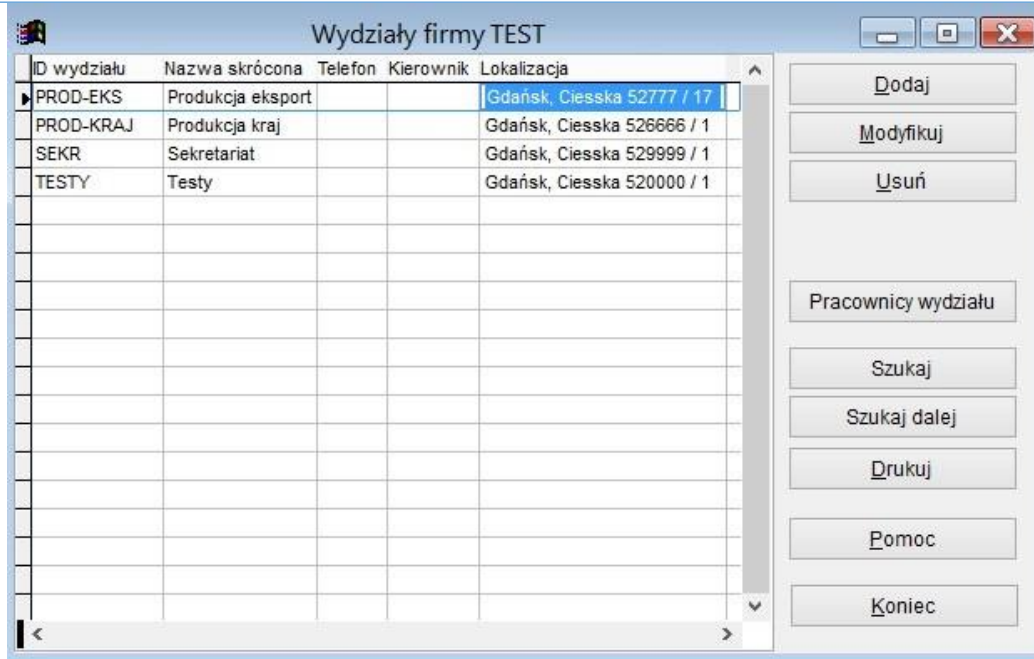 Wydziały firmy TEST
ID wydziału Nazwa skrócona Telefon Kierownik Lokalizacja
PROD-EKS Produkcja eksport Gdańsk, Ciesska 52777 / 17
PROD-KRAJ Produkcja kraj Gdańsk, Ciesska 526666 / 1
SEKR Sekretariat Gdańsk, Ciesska 529999 / 1
TESTY Testy Gdańsk, Ciesska 520000 / 1
Dodaj
Modyfikuj
Usuń
Pracownicy wydziału
Szukaj
Szukaj dalej
Drukuj
Pomoc
Koniec